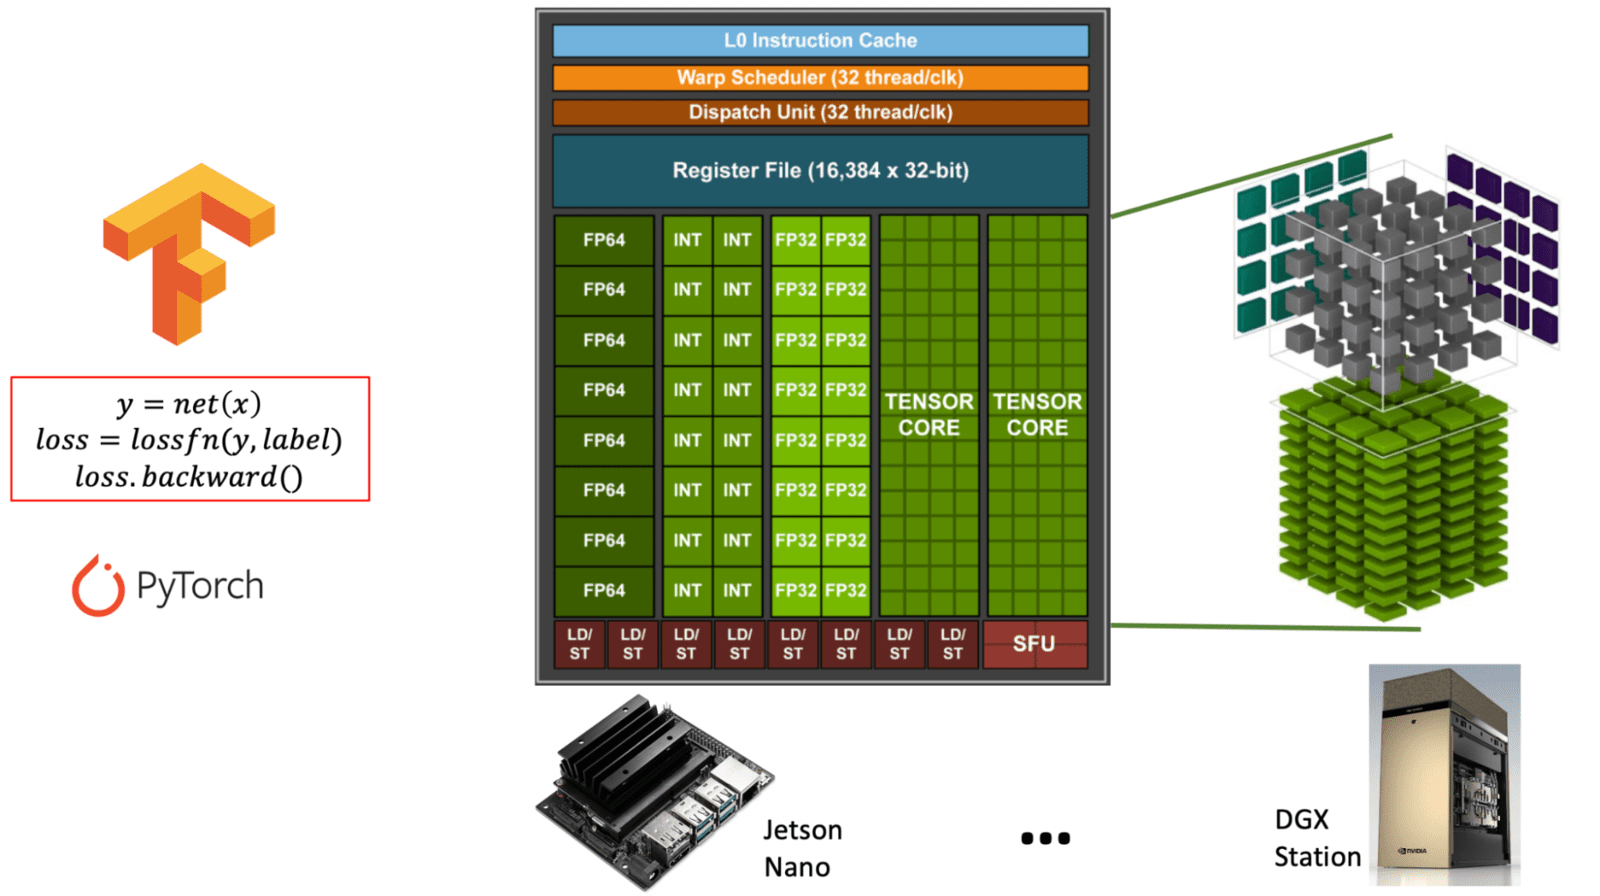 L0 Instruction Cache
Warp Scheduler (32 thread/clk)
Dispatch Unit (32 thread/clk)
Register File (16,384 x 32-bit)
FP64 INT INT FP32 FP32
FP64 INT INT FP32 FP32
FP64 INT INT FP32 FP32
FP64 INT INT FP32 FP32
FP64 INT INT FP32 FP32
FP64 INT INT FP32 FP32
FP64 INT INT FP32 FP32
FP64 INT INT FP32 FP32
TENSOR CORE
TENSOR CORE
LD/ST LD/ST LD/ST LD/ST LD/ST LD/ST LD/ST LD/ST SFU
y = net(x)
loss = lossfn(y, label)
loss.backward()
PyTorch
Jetson
Nano
...
DGX
Station
NVIDIA